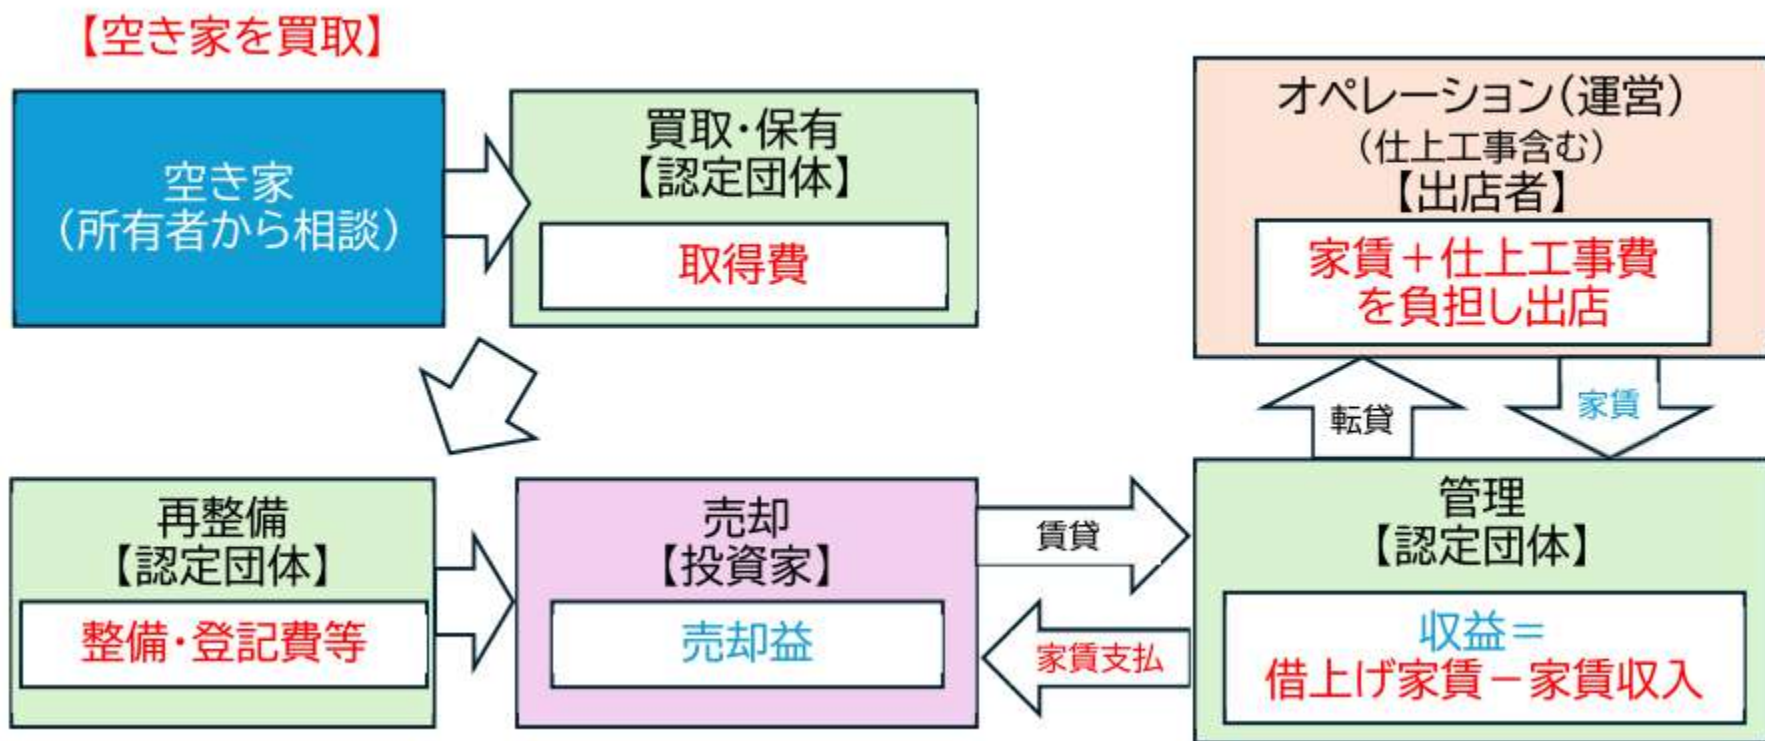 【空き家を買取】
空き家
（所有者から相談）
買取・保有
【認定団体】
取得費
オペレーション（運営）
（仕上工事含む）
【出店者】
家賃＋仕上工事費
を負担し出店
転貸
家賃
再整備
【認定団体】
整備・登記費等
売却
【投資家】
売却益
賃貸
家賃支払
管理
【認定団体】
収益＝
借上げ家賃－家賃収入